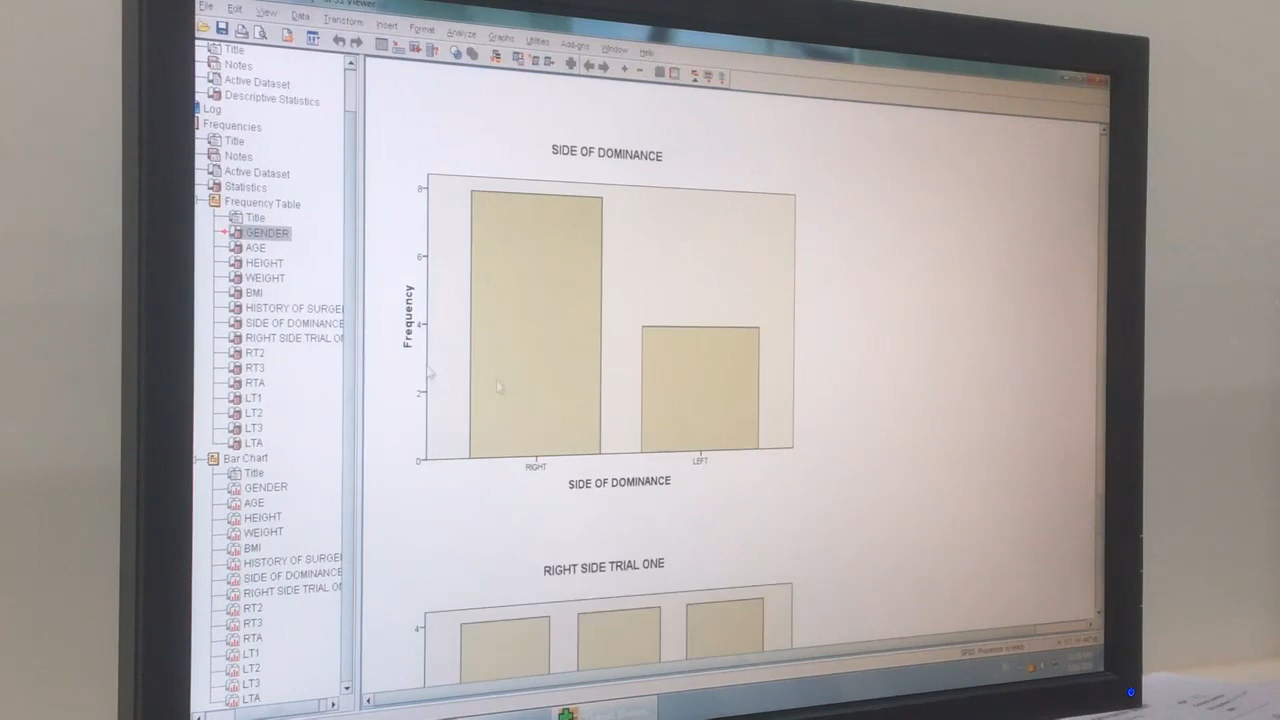 SPSS Viewer
File Edit View Data Transform Insert Format Analyze Graphs Utilities Add-ons Window Help
Title
Notes
Active Dataset
Descriptive Statistics
Log
Frequencies
Title
Notes
Active Dataset
Statistics
Frequency Table
Title
GENDER
AGE
HEIGHT
WEIGHT
BMI
HISTORY OF SURGE
SIDE OF DOMINANCE
RIGHT SIDE TRIAL O
RT2
RT3
RTA
LT1
LT2
LT3
LTA
Bar Chart
Title
GENDER
AGE
HEIGHT
WEIGHT
BMI
HISTORY OF SURGE
SIDE OF DOMINANCE
RIGHT SIDE TRIAL O
RT2
RT3
RTA
LT1
LT2
LT3
LTA
SIDE OF DOMINANCE
8
6
4
2
0
Frequency
RIGHT LEFT
SIDE OF DOMINANCE
RIGHT SIDE TRIAL ONE
4